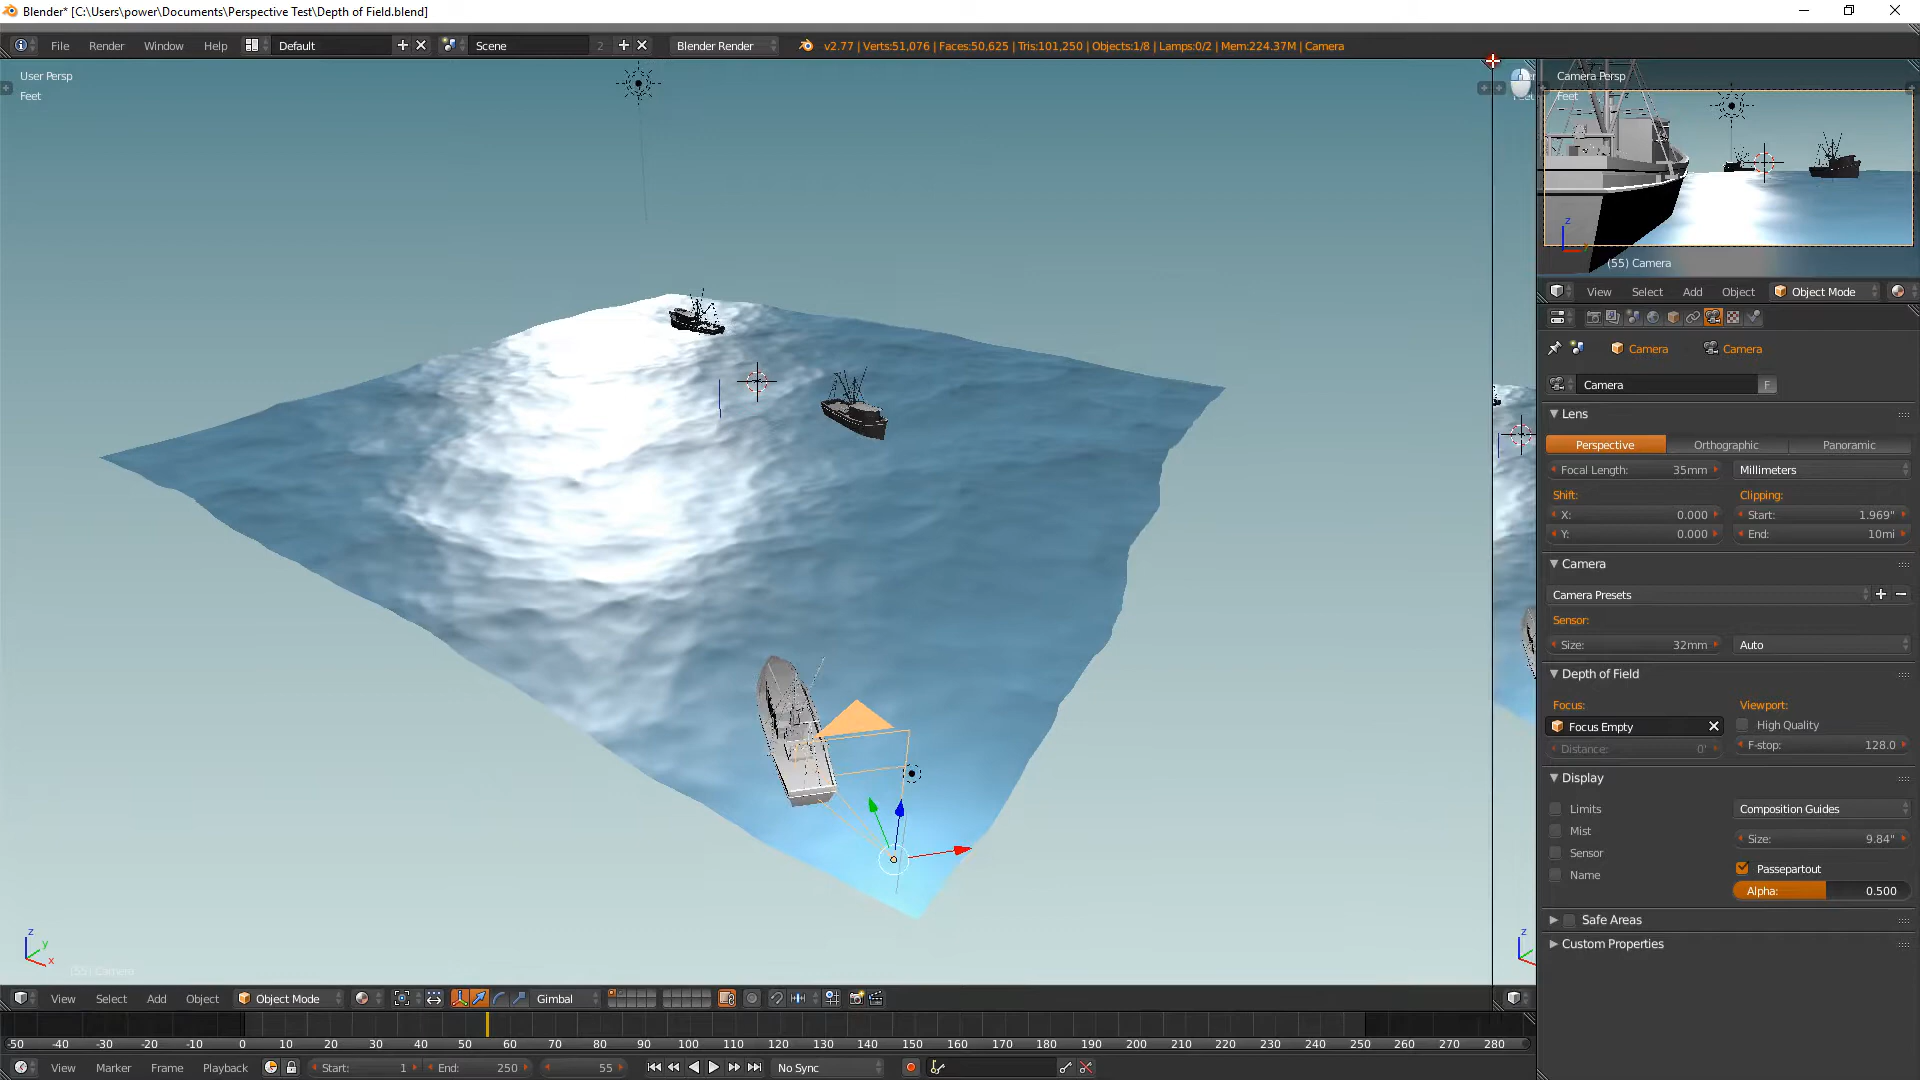 Blender* [C:\Users\power\Documents\Perspective Test\Depth of Field.blend]
File Render Window Help Default Scene 2 Blender Render v2.77 | Verts:51,076 | Faces:50,625 | Tris:101,250 | Objects:1/8 | Lamps:0/2 | Mem:224.37M | Camera
User Persp
Feet
Camera Persp
Feet
z
(55) Camera
View Select Add Object Object Mode
Camera Camera
Camera F
Lens
Perspective Orthographic Panoramic
Focal Length: 35mm Millimeters
Shift: Clipping:
X: 0.000 Start: 1.969"
Y: 0.000 End: 10mi
Camera
Camera Presets
Sensor:
Size: 32mm Auto
Depth of Field
Focus: Viewport:
Focus Empty High Quality
Distance: 0' F-stop: 128.0
Display
Limits Composition Guides
Mist Size: 9.84"
Sensor Passepartout
Name Alpha: 0.500
Safe Areas
Custom Properties
z
y
x
(55) Camera
z
View Select Add Object Object Mode Gimbal
-50 -40 -30 -20 -10 0 10 20 30 40 50 60 70 80 90 100 110 120 130 140 150 160 170 180 190 200 210 220 230 240 250 260 270 280
View Marker Frame Playback Start: 1 End: 250 55 No Sync